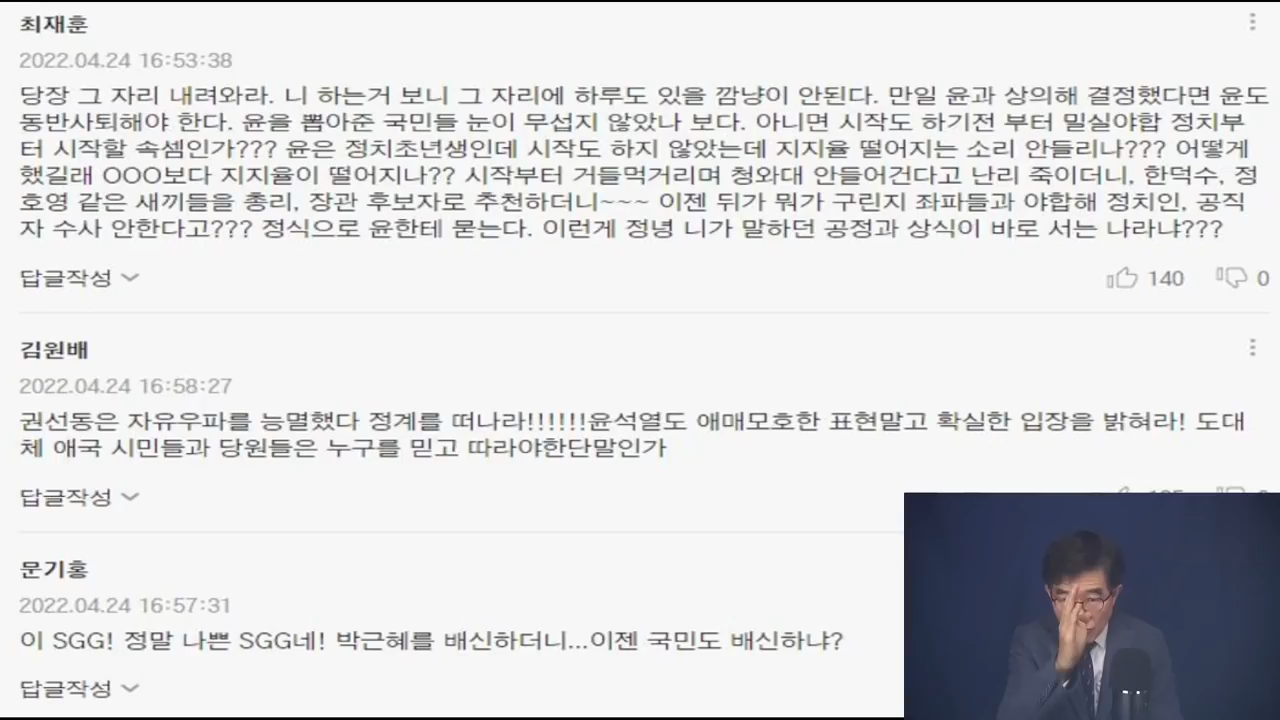 최재훈
2022.04.24 16:53:38
당장 그 자리 내려와라. 니 하는거 보니 그 자리에 하루도 있을 깜냥이 안된다. 만일 윤과 상의해 결정했다면 윤도
동반사퇴해야 한다. 윤을 뽑아준 국민들 눈이 무섭지 않았나 보다. 아니면 시작도 하기전 부터 밀실야합 정치부
터 시작할 속셈인가??? 윤은 정치초년생인데 시작도 하지 않았는데 지지율 떨어지는 소리 안들리나??? 어떻게
했길래 OOO보다 지지율이 떨어지나?? 시작부터 거들먹거리며 청와대 안들어건다고 난리 죽이더니, 한덕수, 정
호영 같은 새끼들을 총리, 장관 후보자로 추천하더니~~~ 이젠 뒤가 뭐가 구린지 좌파들과 야합해 정치인, 공직
자 수사 안한다고??? 정식으로 윤한테 묻는다. 이런게 정녕 니가 말하던 공정과 상식이 바로 서는 나라냐???
답글작성
140
0
김원배
2022.04.24 16:58:27
권선동은 자유우파를 능멸했다 정계를 떠나라!!!!!!윤석열도 애매모호한 표현말고 확실한 입장을 밝혀라! 도대
체 애국 시민들과 당원들은 누구를 믿고 따라야한단말인가
답글작성
문기홍
2022.04.24 16:57:31
이 SGG! 정말 나쁜 SGG네! 박근혜를 배신하더니...이젠 국민도 배신하냐?
답글작성